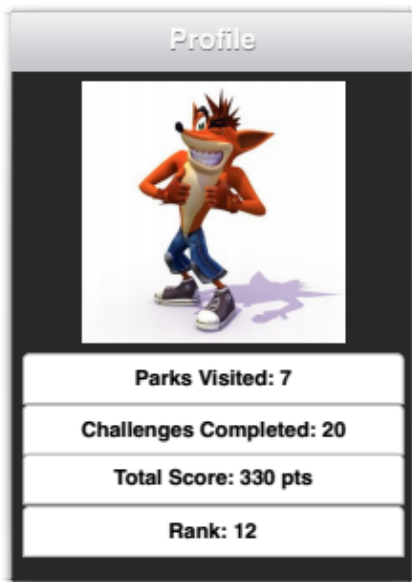 Profile
Parks Visited: 7
Challenges Completed: 20
Total Score: 330 pts
Rank: 12